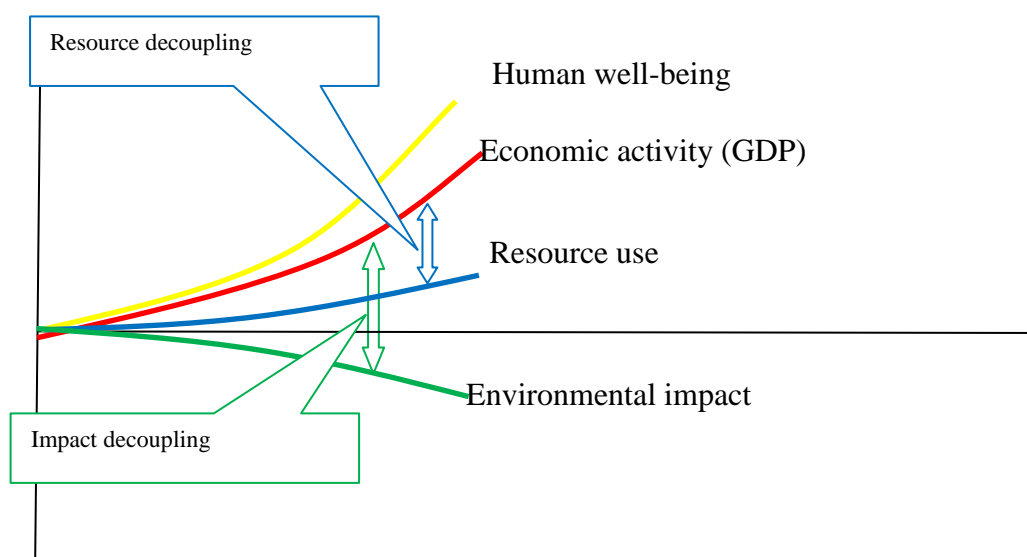 Resource decoupling
Human well-being
Economic activity (GDP)
Resource use
Environmental impact
Impact decoupling